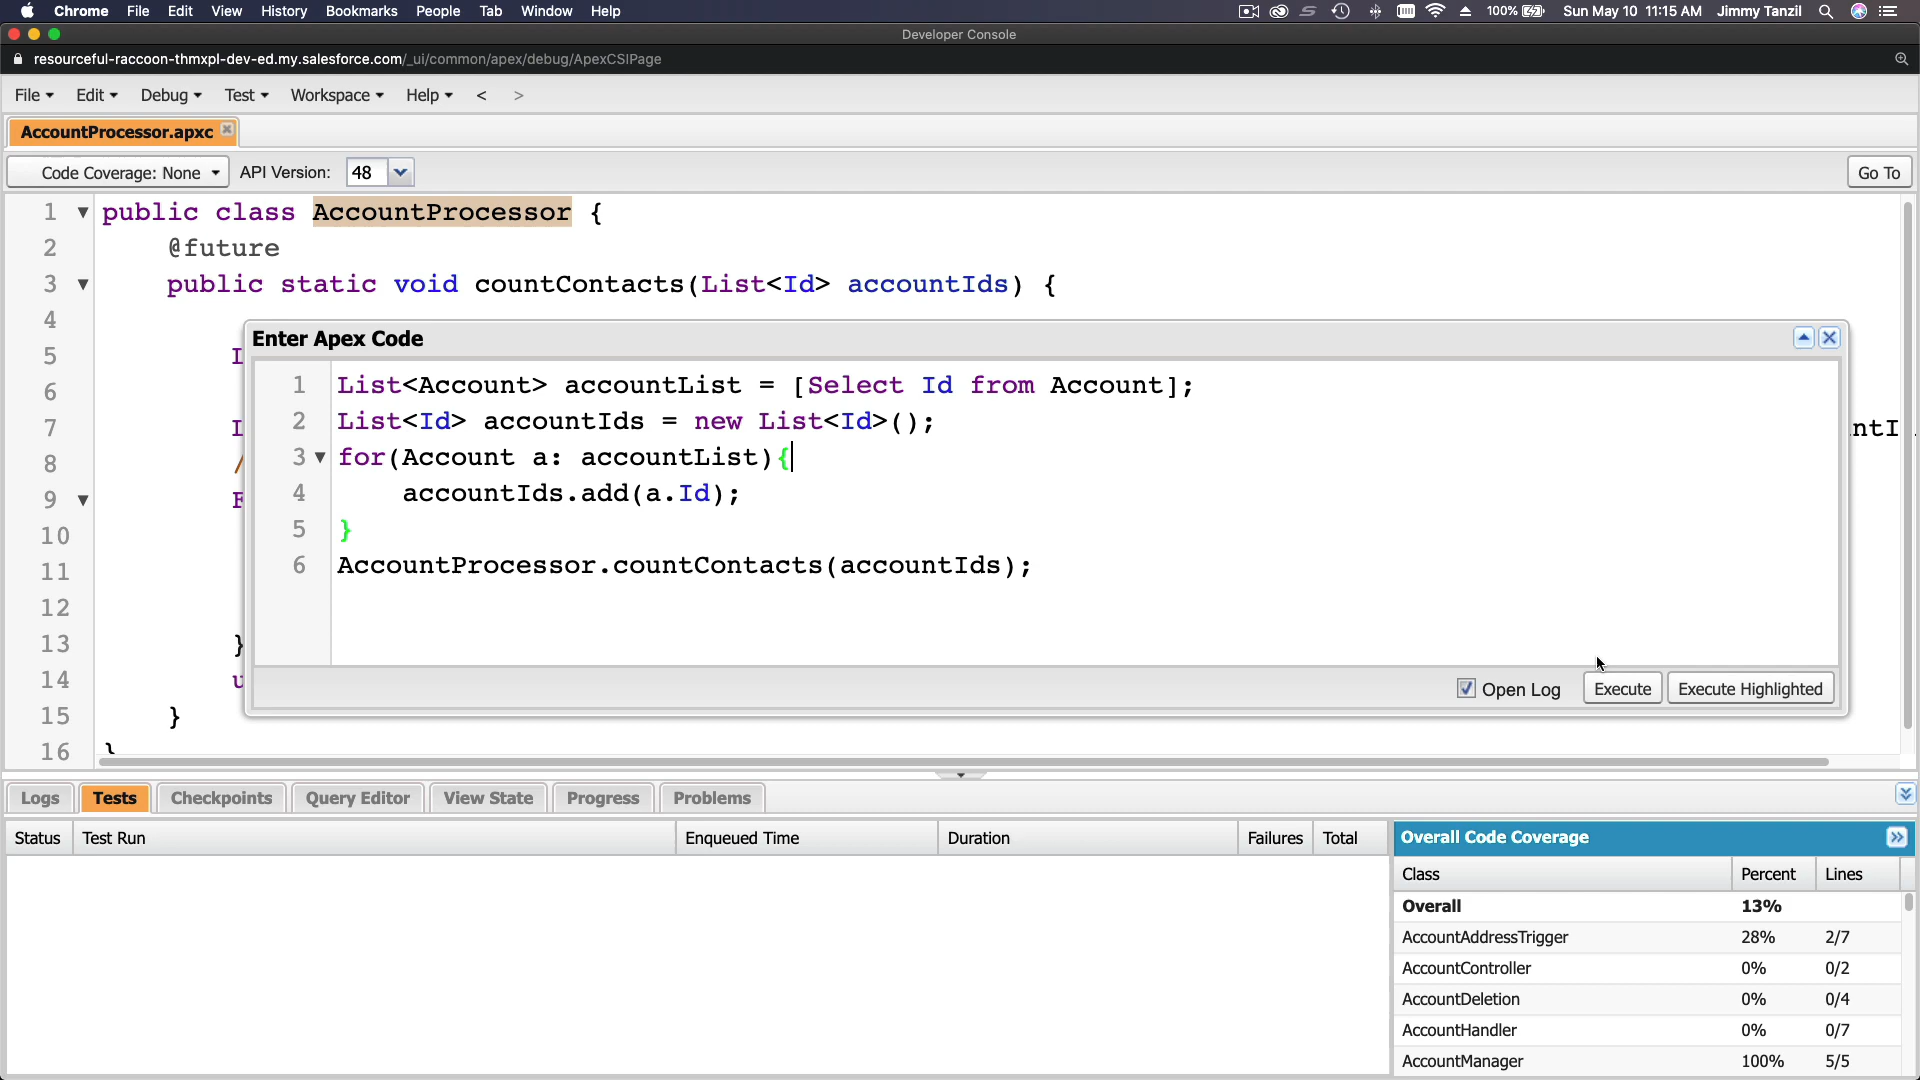 Chrome File Edit View History Bookmarks People Tab Window Help 100% Sun May 10 11:15 AM Jimmy Tanzil
Developer Console
resourceful-raccoon-thmxpl-dev-ed.my.salesforce.com/_ui/common/apex/debug/ApexCSIPage
File Edit Debug Test Workspace Help < >
AccountProcessor.apxc
Code Coverage: None API Version: 48 Go To
1 public class AccountProcessor {
2 @future
3 public static void countContacts(List<Id> accountIds) {
4
Enter Apex Code
5
6
7
8 /
9
10
11
12
13 }
14
15 }
16 }
1 List<Account> accountList = [Select Id from Account];
2 List<Id> accountIds = new List<Id>();
3 for(Account a: accountList){
4 accountIds.add(a.Id);
5 }
6 AccountProcessor.countContacts(accountIds);
Open Log Execute Execute Highlighted
Logs Tests Checkpoints Query Editor View State Progress Problems
Status Test Run Enqueued Time Duration Failures Total
Overall Code Coverage
Class Percent Lines
Overall 13%
AccountAddressTrigger 28% 2/7
AccountController 0% 0/2
AccountDeletion 0% 0/4
AccountHandler 0% 0/7
AccountManager 100% 5/5